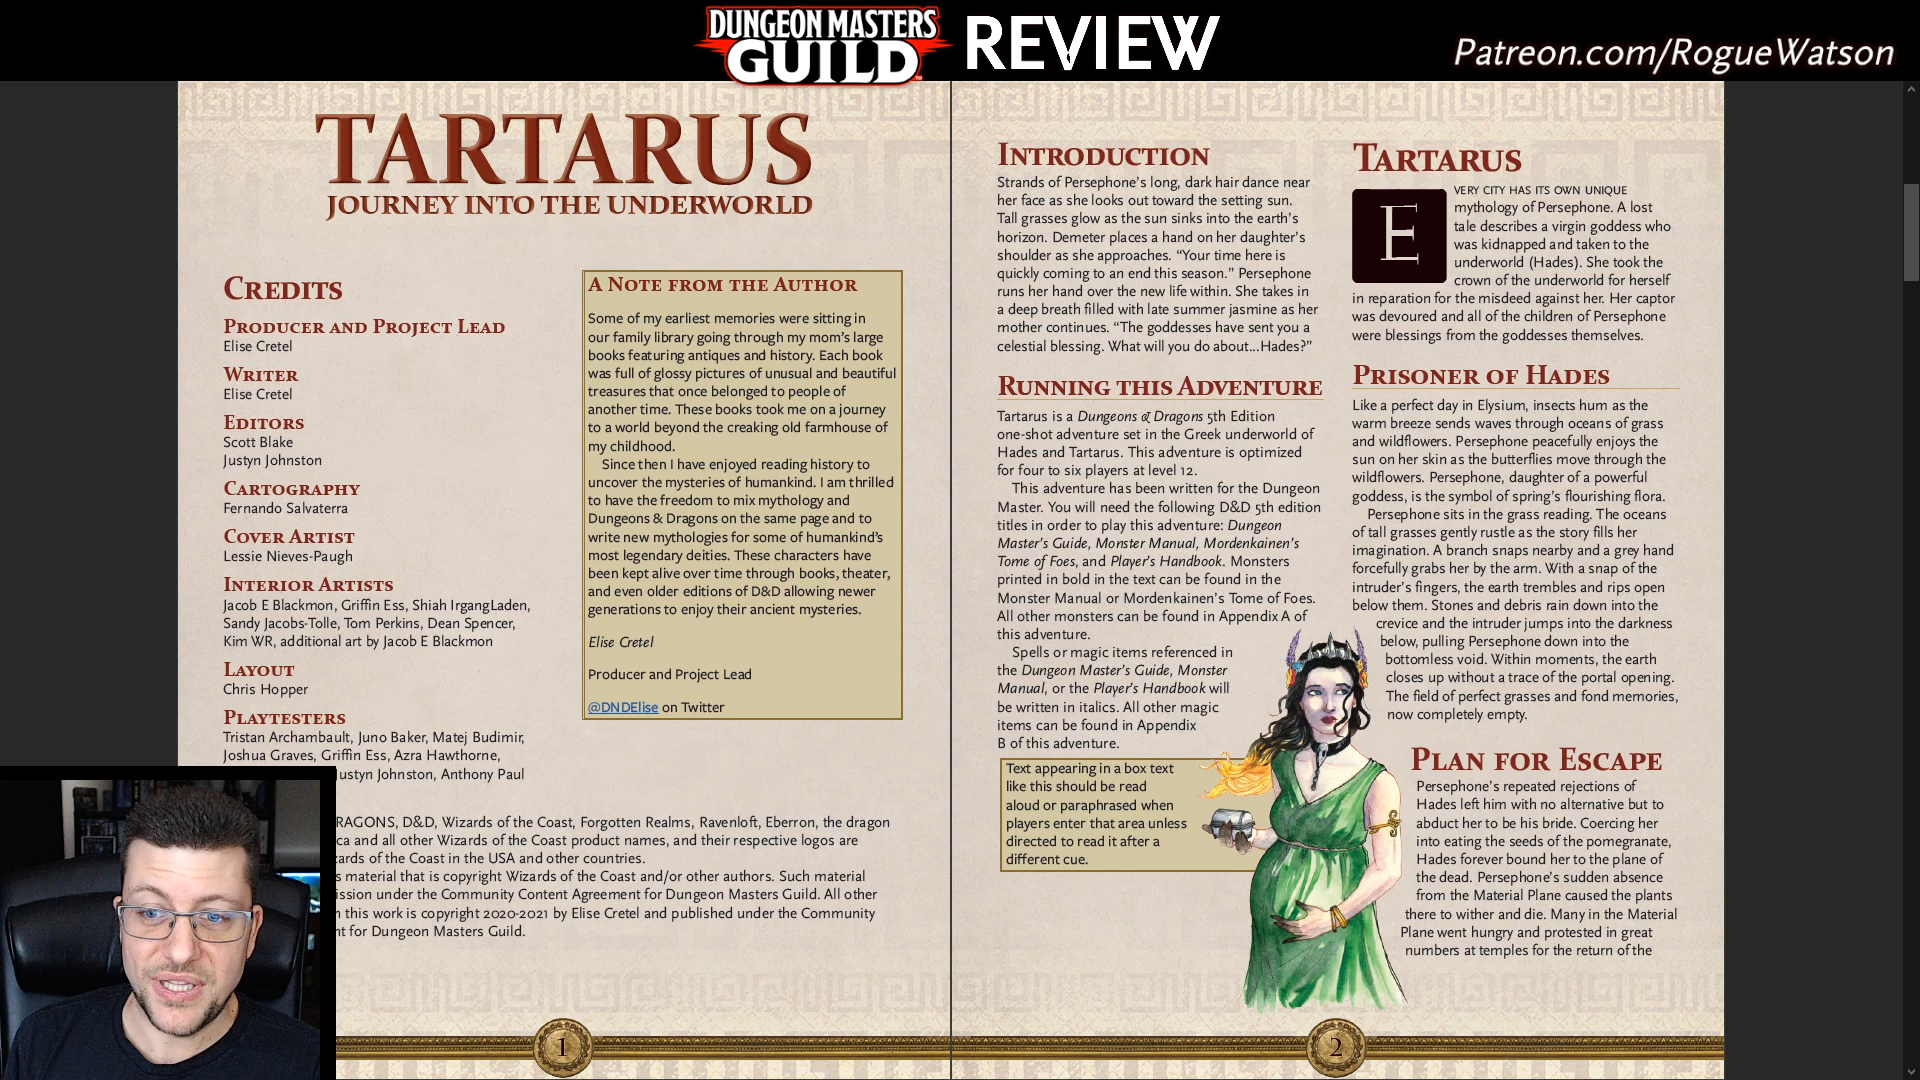 DUNGEON MASTERS
GUILD
REVIEW
Patreon.com/RogueWatson
TARTARUS
JOURNEY INTO THE UNDERWORLD
CREDITS
PRODUCER AND PROJECT LEAD
Elise Cretel
WRITER
Elise Cretel
EDITORS
Scott Blake
Justyn Johnston
CARTOGRAPHY
Fernando Salvaterra
COVER ARTIST
Lessie Nieves-Paugh
INTERIOR ARTISTS
Jacob E Blackmon, Griffin Ess, Shiah IrgangLaden,
Sandy Jacobs-Tolle, Tom Perkins, Dean Spencer,
Kim WR, additional art by Jacob E Blackmon
LAYOUT
Chris Hopper
PLAYTESTERS
Tristan Archambault, Juno Baker, Matej Budimir,
Joshua Graves, Griffin Ess, Azra Hawthorne,
Justyn Johnston, Anthony Paul
A NOTE FROM THE AUTHOR
Some of my earliest memories were sitting in
our family library going through my mom's large
books featuring antiques and history. Each book
was full of glossy pictures of unusual and beautiful
treasures that once belonged to people of
another time. These books took me on a journey
to a world beyond the creaking old farmhouse of
my childhood.
Since then I have enjoyed reading history to
uncover the mysteries of humankind. I am thrilled
to have the freedom to mix mythology and
Dungeons & Dragons on the same page and to
write new mythologies for some of humankind's
most legendary deities. These characters have
been kept alive over time through books, theater,
and even older editions of D&D allowing newer
generations to enjoy their ancient mysteries.
Elise Cretel
Producer and Project Lead
@DNDElise on Twitter
RAGONS, D&D, Wizards of the Coast, Forgotten Realms, Ravenloft, Eberron, the dragon
ca and all other Wizards of the Coast product names, and their respective logos are
zards of the Coast in the USA and other countries.
s material that is copyright Wizards of the Coast and/or other authors. Such material
ission under the Community Content Agreement for Dungeon Masters Guild. All other
n this work is copyright 2020-2021 by Elise Cretel and published under the Community
nt for Dungeon Masters Guild.
1
INTRODUCTION
Strands of Persephone's long, dark hair dance near
her face as she looks out toward the setting sun.
Tall grasses glow as the sun sinks into the earth's
horizon. Demeter places a hand on her daughter's
shoulder as she approaches. “Your time here is
quickly coming to an end this season.” Persephone
runs her hand over the new life within. She takes in
a deep breath filled with late summer jasmine as her
mother continues. “The goddesses have sent you a
celestial blessing. What will you do about...Hades?”
RUNNING THIS ADVENTURE
Tartarus is a Dungeons & Dragons 5th Edition
one-shot adventure set in the Greek underworld of
Hades and Tartarus. This adventure is optimized
for four to six players at level 12.
This adventure has been written for the Dungeon
Master. You will need the following D&D 5th edition
titles in order to play this adventure: Dungeon
Master's Guide, Monster Manual, Mordenkainen's
Tome of Foes, and Player's Handbook. Monsters
printed in bold in the text can be found in the
Monster Manual or Mordenkainen's Tome of Foes.
All other monsters can be found in Appendix A of
this adventure.
Spells or magic items referenced in
the Dungeon Master's Guide, Monster
Manual, or the Player's Handbook will
be written in italics. All other magic
items can be found in Appendix
B of this adventure.
Text appearing in a box text
like this should be read
aloud or paraphrased when
players enter that area unless
directed to read it after a
different cue.
TARTARUS
EVERY CITY HAS ITS OWN UNIQUE
mythology of Persephone. A lost
tale describes a virgin goddess who
was kidnapped and taken to the
underworld (Hades). She took the
crown of the underworld for herself
in reparation for the misdeed against her. Her captor
was devoured and all of the children of Persephone
were blessings from the goddesses themselves.
PRISONER OF HADES
Like a perfect day in Elysium, insects hum as the
warm breeze sends waves through oceans of grass
and wildflowers. Persephone peacefully enjoys the
sun on her skin as the butterflies move through the
wildflowers. Persephone, daughter of a powerful
goddess, is the symbol of spring's flourishing flora.
Persephone sits in the grass reading. The oceans
of tall grasses gently rustle as the story fills her
imagination. A branch snaps nearby and a grey hand
forcefully grabs her by the arm. With a snap of the
intruder's fingers, the earth trembles and rips open
below them. Stones and debris rain down into the
crevice and the intruder jumps into the darkness
below, pulling Persephone down into the
bottomless void. Within moments, the earth
closes up without a trace of the portal opening.
The field of perfect grasses and fond memories,
now completely empty.
PLAN FOR ESCAPE
Persephone's repeated rejections of
Hades left him with no alternative but to
abduct her to be his bride. Coercing her
into eating the seeds of the pomegranate,
Hades forever bound her to the plane of
the dead. Persephone's sudden absence
from the Material Plane caused the plants
there to wither and die. Many in the Material
Plane went hungry and protested in great
numbers at temples for the return of the
2